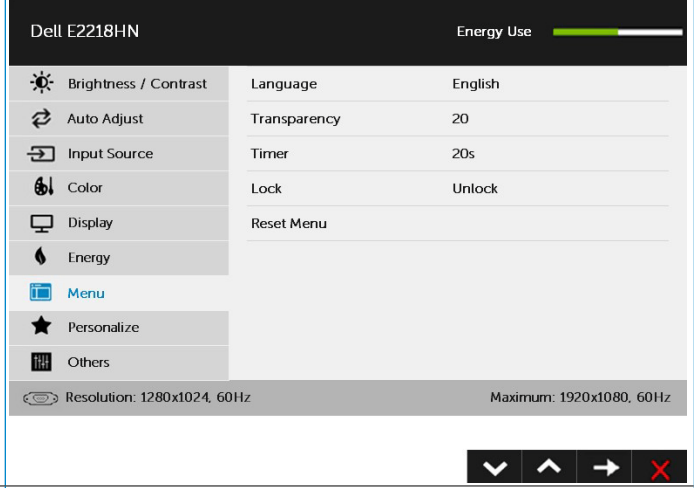 Dell E2218HN Energy Use
Brightness / Contrast Language English
Auto Adjust Transparency 20
Input Source Timer 20s
Color Lock Unlock
Display Reset Menu
Energy
Menu
Personalize
Others
Resolution: 1280x1024, 60Hz Maximum: 1920x1080, 60Hz